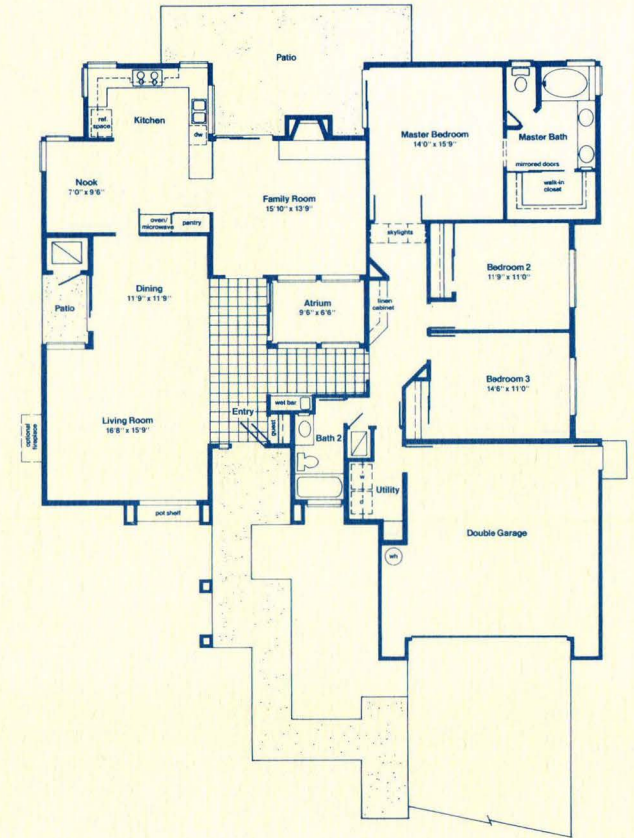 Patio
Kitchen
ref.
space
dw
Master Bedroom
14'0" x 15'9"
Master Bath
mirrored doors
walk-in
closet
Nook
7'0" x 9'6"
oven/
microwave
pantry
Family Room
15'10" x 13'9"
skylights
Bedroom 2
11'9" x 11'0"
Dining
11'9" x 11'9"
Patio
Atrium
9'6" x 6'6"
linen
cabinet
Bedroom 3
14'6" x 11'0"
wet bar
Living Room
16'8" x 15'9"
Entry
guest
Bath 2
optional
fireplace
Utility
pot shelf
Double Garage
wh